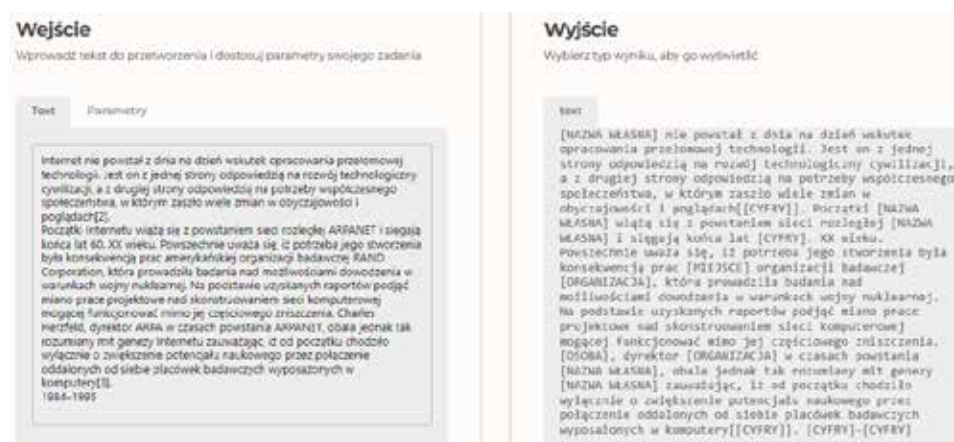 Wejście
Wprowadź tekst do przetworzenia i dostosuj parametry swojego zadania
Text Parametry
Internet nie powstał z dnia na dzień wskutek opracowania przełomowej
technologii. Jest on z jednej strony odpowiedzią na rozwój technologiczny
cywilizacji, a z drugiej strony odpowiedzią na potrzeby współczesnego
społeczeństwa, w którym zaszło wiele zmian w obyczajowości i
poglądach[2].
Początki Internetu wiążą się z powstaniem sieci rozległej ARPANET i sięgają
końca lat 60. XX wieku. Powszechnie uważa się, iż potrzeba jego stworzenia
była konsekwencją prac amerykańskiej organizacji badawczej RAND
Corporation, która prowadziła badania nad możliwościami dowodzenia w
warunkach wojny nuklearnej. Na podstawie uzyskanych raportów podjąć
miano prace projektowe nad skonstruowaniem sieci komputerowej
mogącej funkcjonować mimo jej częściowego zniszczenia. Charles
Herzfeld, dyrektor ARPA w czasach powstania ARPANET, obala jednak tak
rozumiany mit genezy Internetu zauważając, iż od początku chodziło
wyłącznie o zwiększenie potencjału naukowego przez połączenie
oddalonych od siebie placówek badawczych wyposażonych w
komputery[3].
1984–1995
Wyjście
Wybierz typ wyniku, aby go wyświetlić
text
[NAZWA WŁASNA] nie powstał z dnia na dzień wskutek
opracowania przełomowej technologii. Jest on z jednej
strony odpowiedzią na rozwój technologiczny cywilizacji,
a z drugiej strony odpowiedzią na potrzeby współczesnego
społeczeństwa, w którym zaszło wiele zmian w
obyczajowości i poglądach[[CYFRY]]. Początki [NAZWA
WŁASNA] wiążą się z powstaniem sieci rozległej [NAZWA
WŁASNA] i sięgają końca lat [CYFRY]. XX wieku.
Powszechnie uważa się, iż potrzeba jego stworzenia była
konsekwencją prac [MIEJSCE] organizacji badawczej
[ORGANIZACJA], która prowadziła badania nad
możliwościami dowodzenia w warunkach wojny nuklearnej.
Na podstawie uzyskanych raportów podjąć miano prace
projektowe nad skonstruowaniem sieci komputerowej
mogącej funkcjonować mimo jej częściowego zniszczenia.
[OSOBA], dyrektor [ORGANIZACJA] w czasach powstania
[NAZWA WŁASNA], obala jednak tak rozumiany mit genezy
[NAZWA WŁASNA] zauważając, iż od początku chodziło
wyłącznie o zwiększenie potencjału naukowego przez
połączenie oddalonych od siebie placówek badawczych
wyposażonych w komputery[[CYFRY]]. [CYFRY]–[CYFRY]